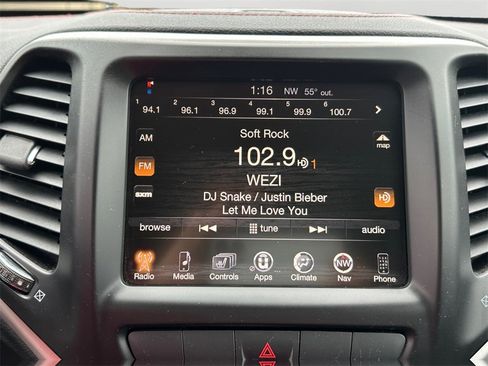 1:16 NW 55° out.
1 2 3 4 5 6
94.1 96.1 96.9 99.1 99.9 100.7
Soft Rock
AM
map
102.9 HD 1
FM
WEZI
sxm
DJ Snake / Justin Bieber
HD
Let Me Love You
browse tune audio
Radio Media Controls Apps Climate Nav Phone
NW